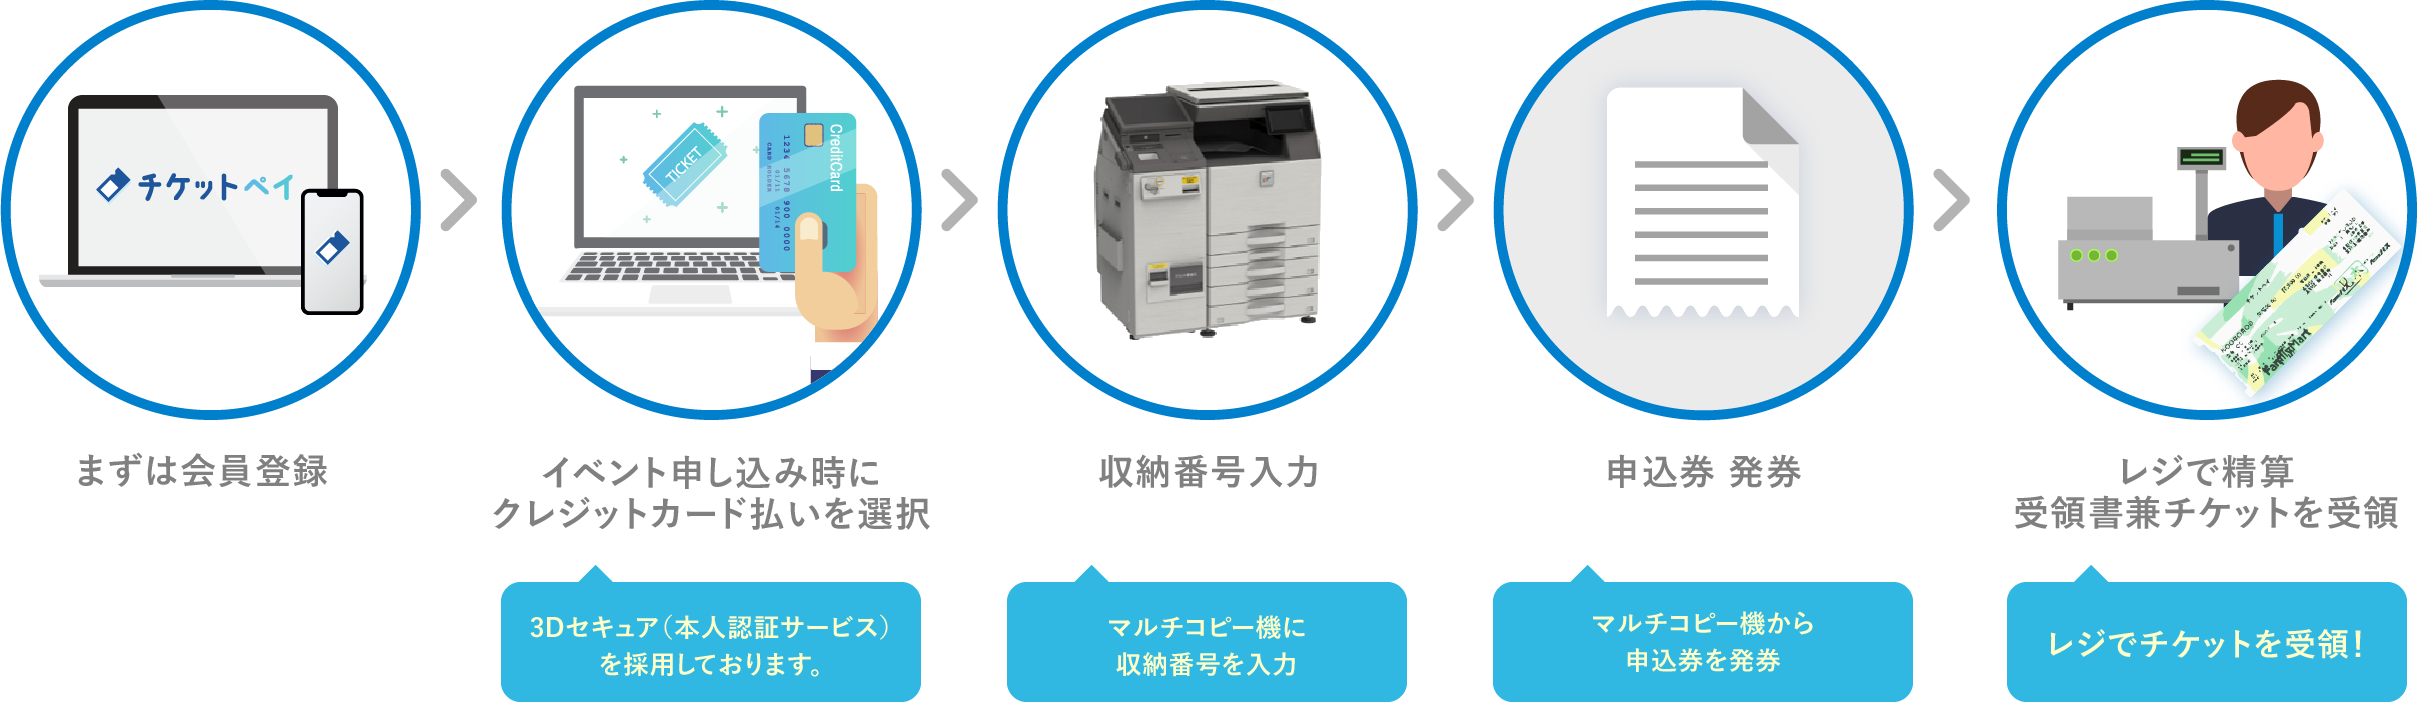 チケットペイ
TICKET
CreditCard
1234 5678 900 0000
まずは会員登録
イベント申し込み時に
クレジットカード払いを選択
収納番号入力
申込券 発券
レジで精算
受領書兼チケットを受領
3Dセキュア（本人認証サービス）
を採用しております。
マルチコピー機に
収納番号を入力
マルチコピー機から
申込券を発券
レジでチケットを受領！